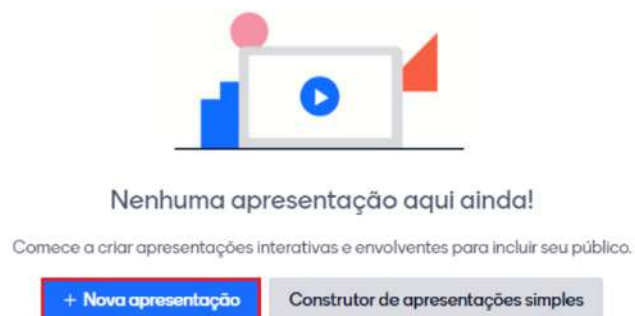 Nenhuma apresentação aqui ainda!
Comece a criar apresentações interativas e envolventes para incluir seu público.
+ Nova apresentação Construtor de apresentações simples